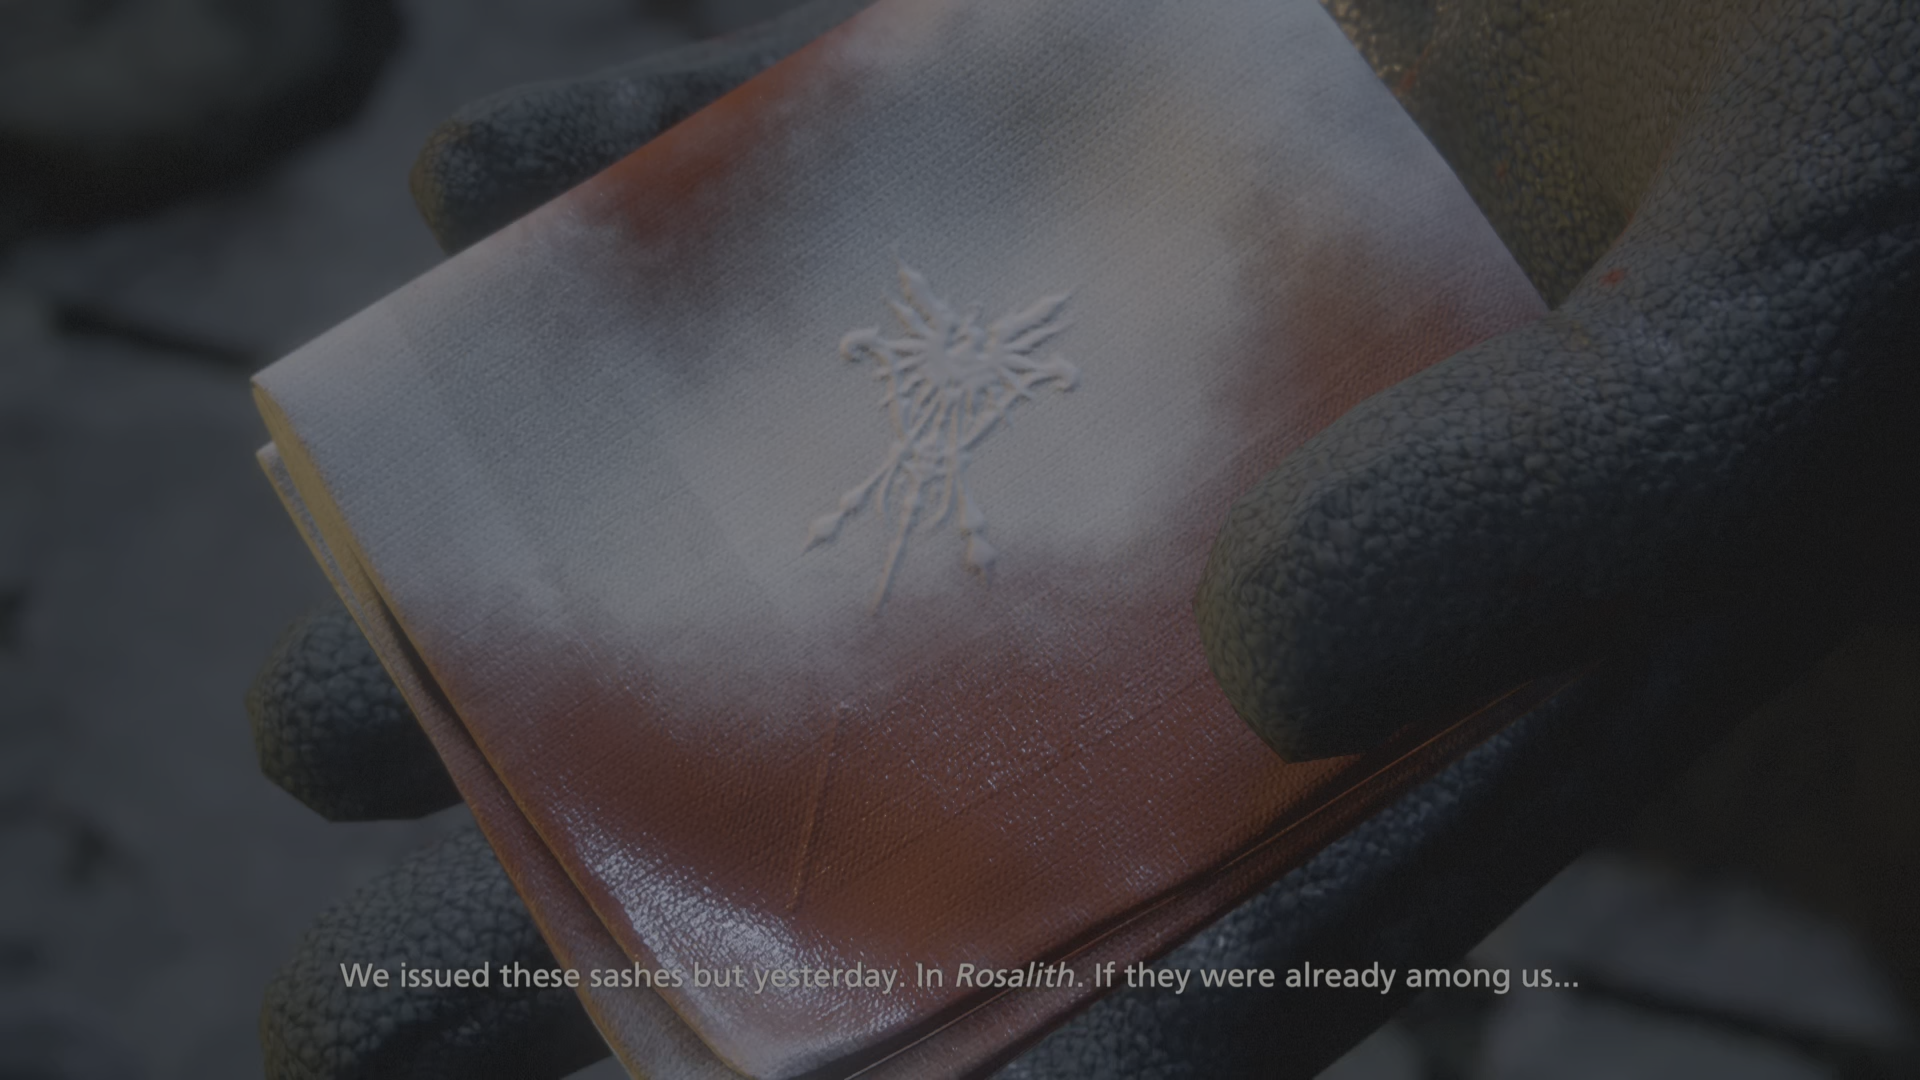 We issued these sashes but yesterday. In Rosalith. If they were already among us...